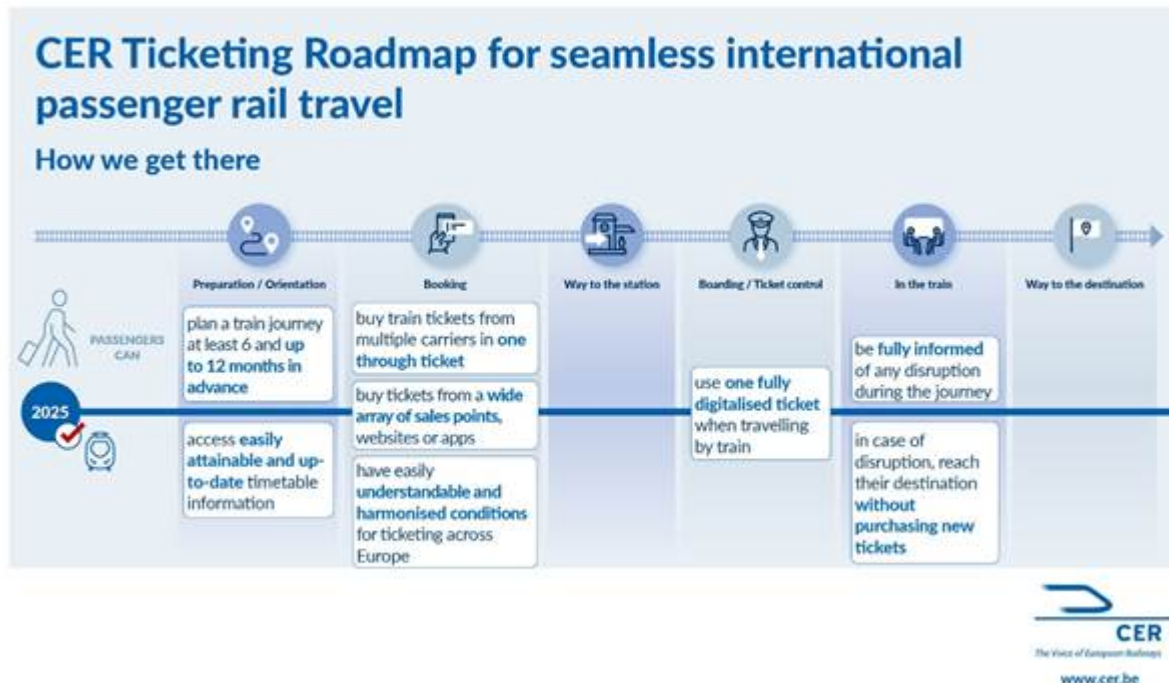 CER Ticketing Roadmap for seamless international
passenger rail travel
How we get there
Preparation / Orientation
Booking
Way to the station
Boarding / Ticket control
In the train
Way to the destination
PASSENGERS
CAN
2025
plan a train journey
at least 6 and up
to 12 months in
advance
access easily
attainable and up-
to-date timetable
information
buy train tickets from
multiple carriers in one
through ticket
buy tickets from a wide
array of sales points,
websites or apps
have easily
understandable and
harmonised conditions
for ticketing across
Europe
use one fully
digitalised ticket
when travelling
by train
be fully informed
of any disruption
during the journey
in case of
disruption, reach
their destination
without
purchasing new
tickets
CER
The Voice of European Railways
www.cer.be